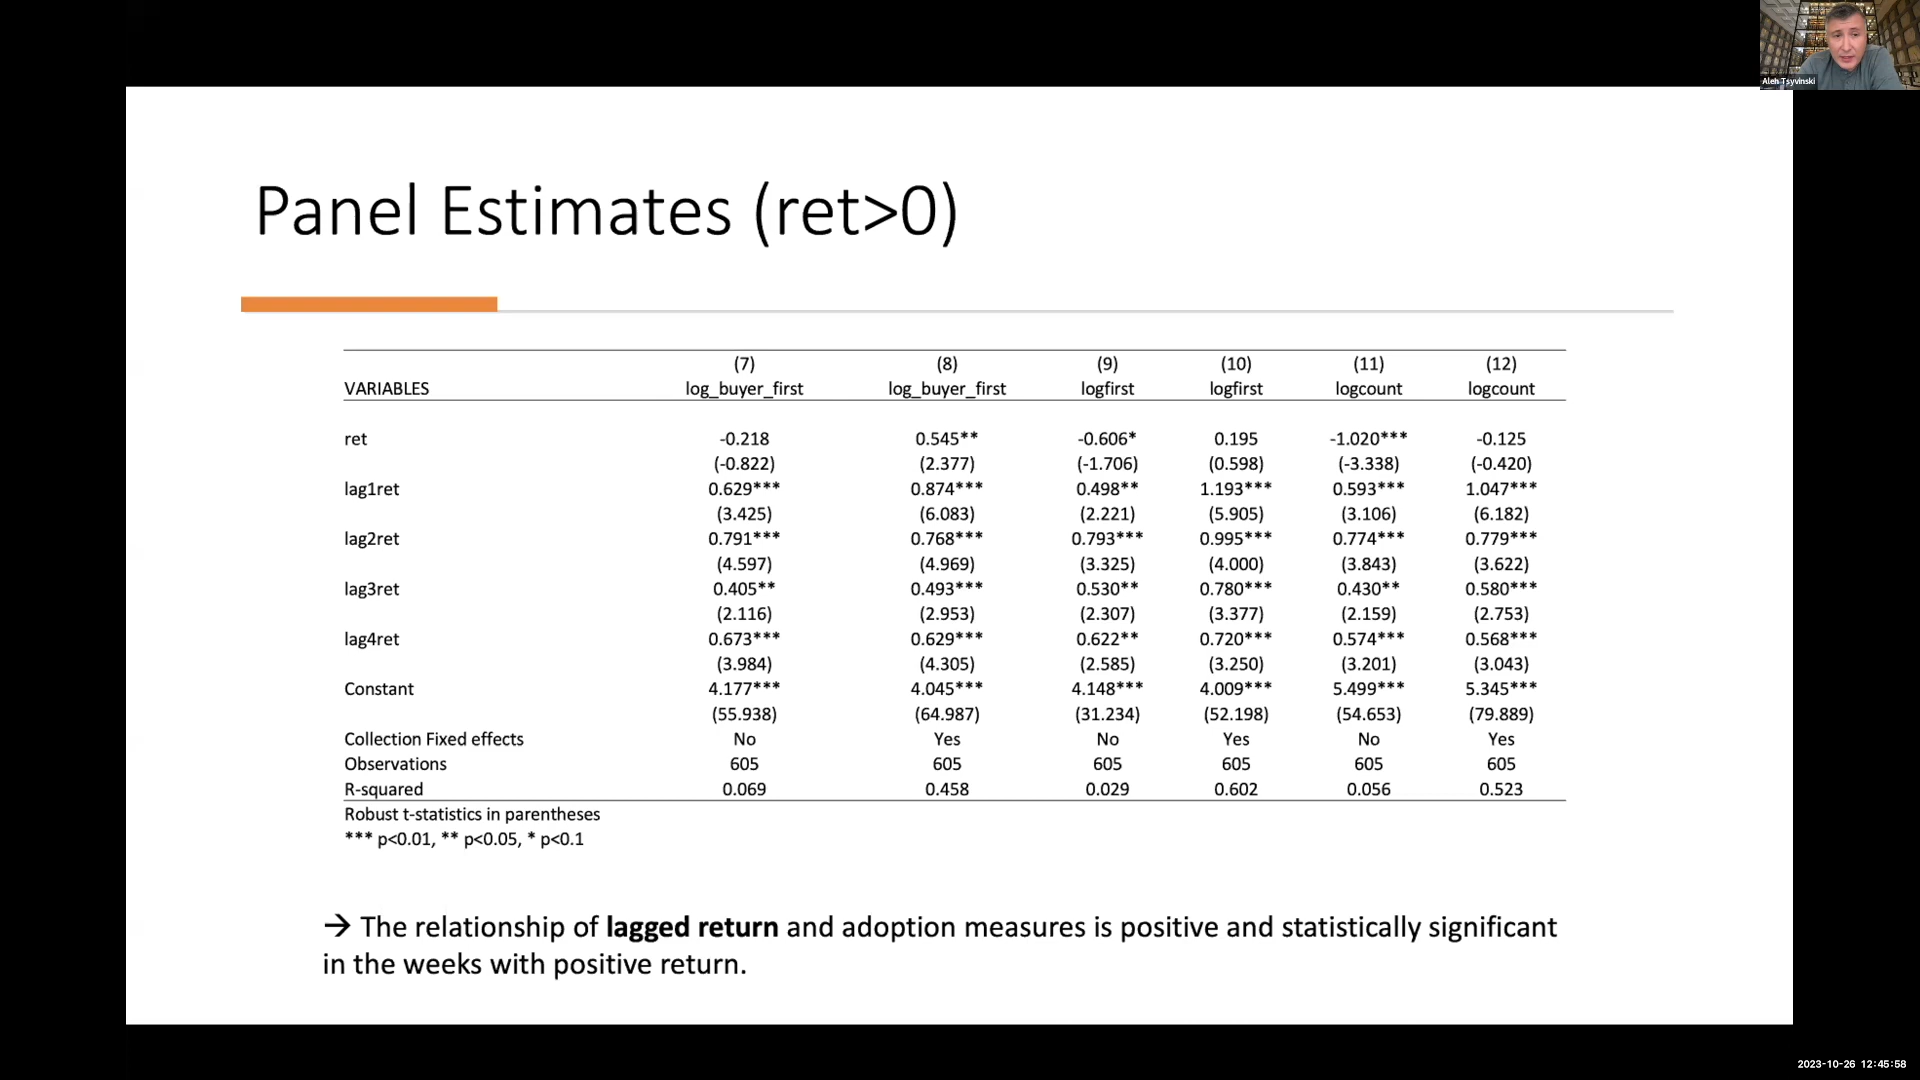 Aleh Tsyvinski
Panel Estimates (ret>0)
(7) (8) (9) (10) (11) (12)
VARIABLES log_buyer_first log_buyer_first logfirst logfirst logcount logcount
ret -0.218 0.545** -0.606* 0.195 -1.020*** -0.125
(-0.822) (2.377) (-1.706) (0.598) (-3.338) (-0.420)
lag1ret 0.629*** 0.874*** 0.498** 1.193*** 0.593*** 1.047***
(3.425) (6.083) (2.221) (5.905) (3.106) (6.182)
lag2ret 0.791*** 0.768*** 0.793*** 0.995*** 0.774*** 0.779***
(4.597) (4.969) (3.325) (4.000) (3.843) (3.622)
lag3ret 0.405** 0.493*** 0.530** 0.780*** 0.430** 0.580***
(2.116) (2.953) (2.307) (3.377) (2.159) (2.753)
lag4ret 0.673*** 0.629*** 0.622** 0.720*** 0.574*** 0.568***
(3.984) (4.305) (2.585) (3.250) (3.201) (3.043)
Constant 4.177*** 4.045*** 4.148*** 4.009*** 5.499*** 5.345***
(55.938) (64.987) (31.234) (52.198) (54.653) (79.889)
Collection Fixed effects No Yes No Yes No Yes
Observations 605 605 605 605 605 605
R-squared 0.069 0.458 0.029 0.602 0.056 0.523
Robust t-statistics in parentheses
*** p<0.01, ** p<0.05, * p<0.1
→ The relationship of lagged return and adoption measures is positive and statistically significant
in the weeks with positive return.
2023-10-26 12:45:58